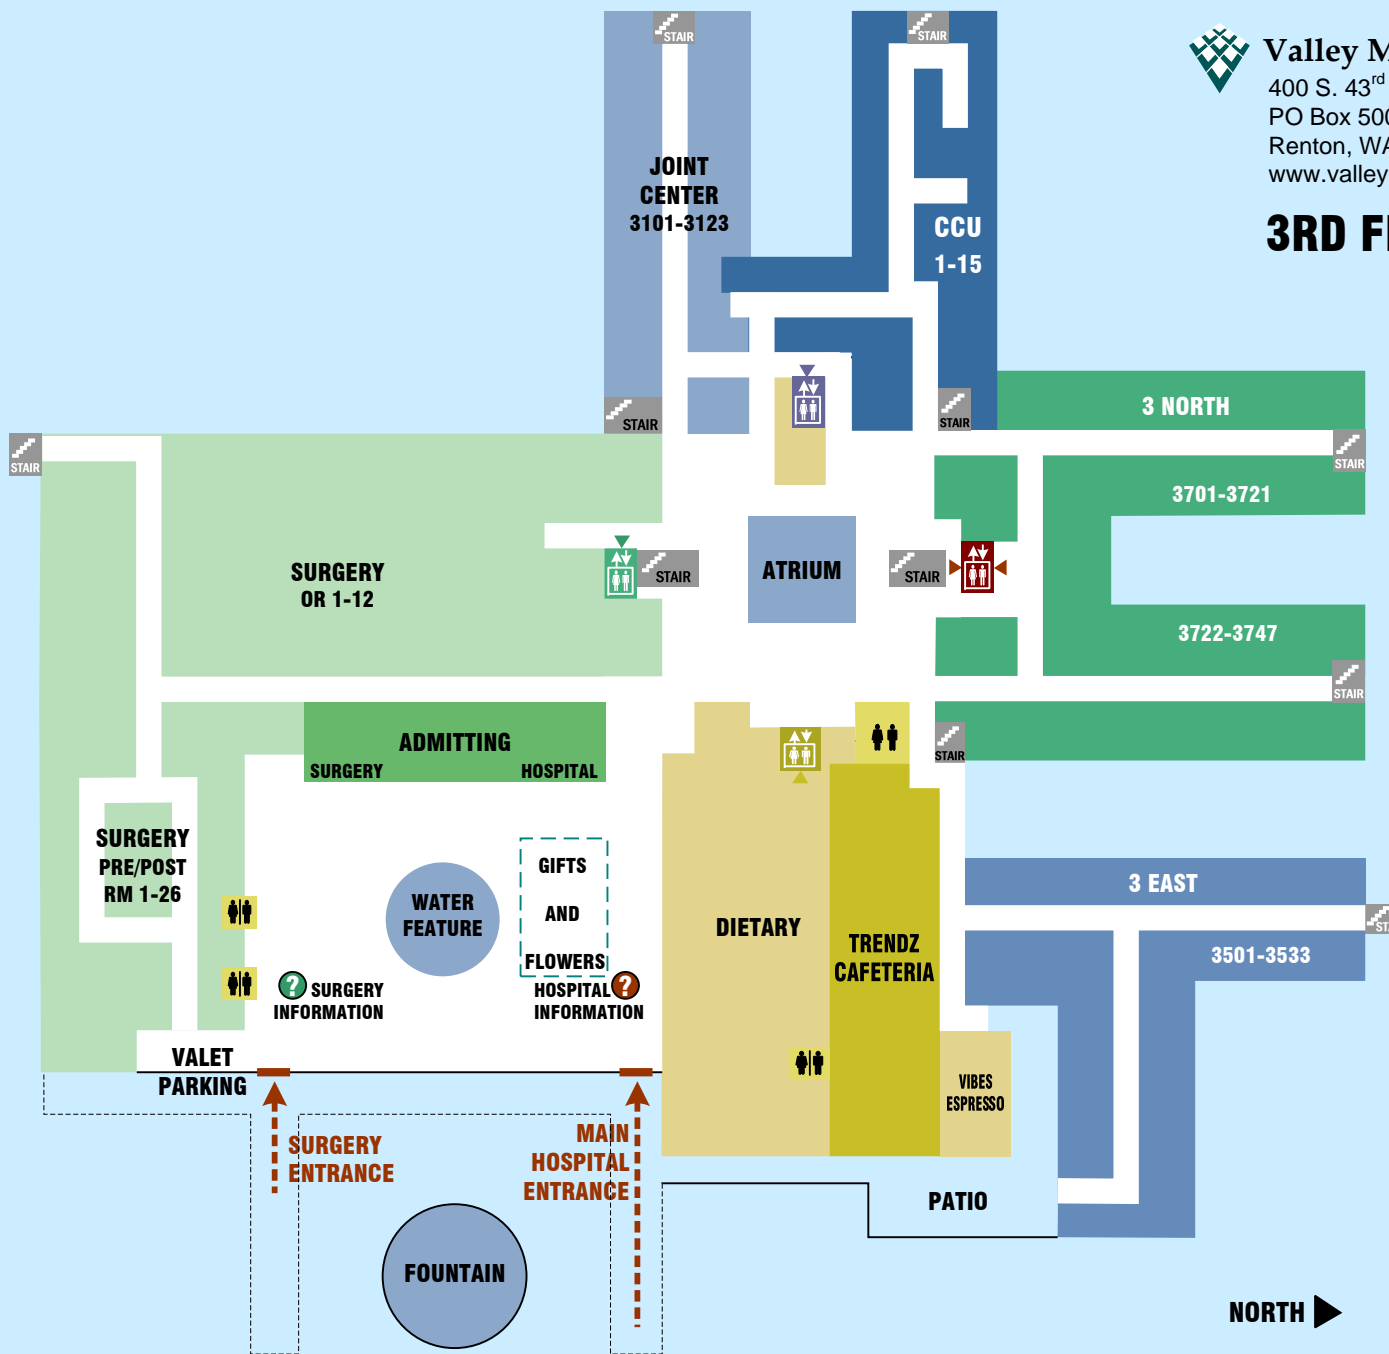 Valley M
400 S. 43rd
PO Box 500
Renton, WA
www.valley
3RD F
STAIR
STAIR
JOINT
CENTER
3101-3123
CCU
1-15
STAIR
STAIR
3 NORTH
STAIR
STAIR
3701-3721
SURGERY
OR 1-12
STAIR
ATRIUM
STAIR
3722-3747
STAIR
ADMITTING
SURGERY
HOSPITAL
STAIR
SURGERY
PRE/POST
RM 1-26
GIFTS
AND
FLOWERS
WATER
FEATURE
3 EAST
STA
DIETARY
TRENDZ
CAFETERIA
3501-3533
? SURGERY
INFORMATION
HOSPITAL ?
INFORMATION
VALET
PARKING
VIBES
ESPRESSO
SURGERY
ENTRANCE
MAIN
HOSPITAL
ENTRANCE
PATIO
FOUNTAIN
NORTH